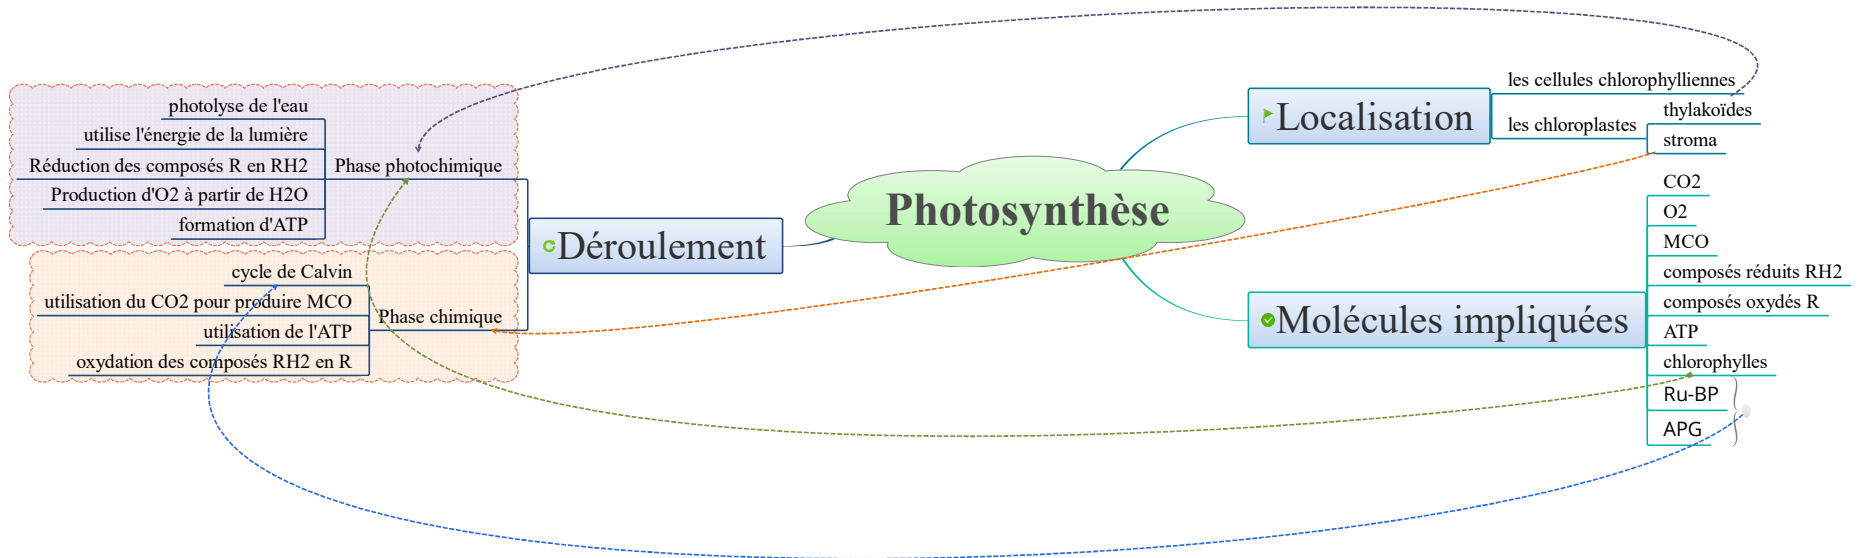 Photosynthèse
Localisation
les cellules chlorophylliennes
les chloroplastes
thylakoïdes
stroma
Molécules impliquées
CO2
O2
MCO
composés réduits RH2
composés oxydés R
ATP
chlorophylles
Ru-BP
APG
Déroulement
Phase photochimique
photolyse de l'eau
utilise l'énergie de la lumière
Réduction des composés R en RH2
Production d'O2 à partir de H2O
formation d'ATP
Phase chimique
cycle de Calvin
utilisation du CO2 pour produire MCO
utilisation de l'ATP
oxydation des composés RH2 en R